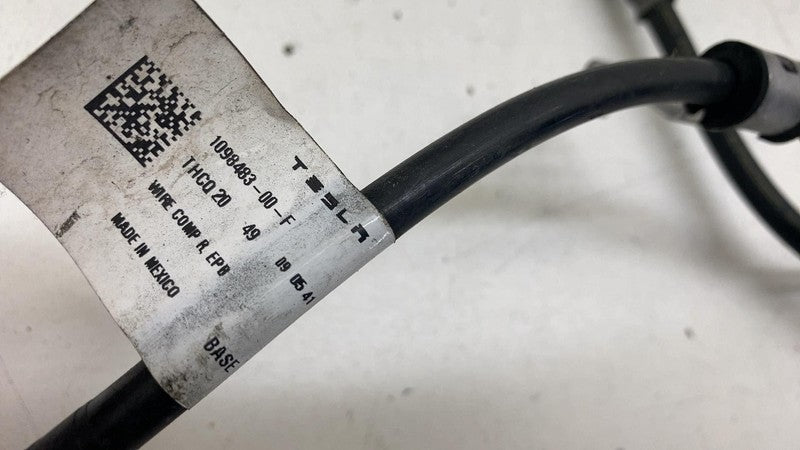 TESLA
1098483-00-F
THCQ 20 49 09 05 41
WIRE COMP R, EPB
MADE IN MEXICO
BASE